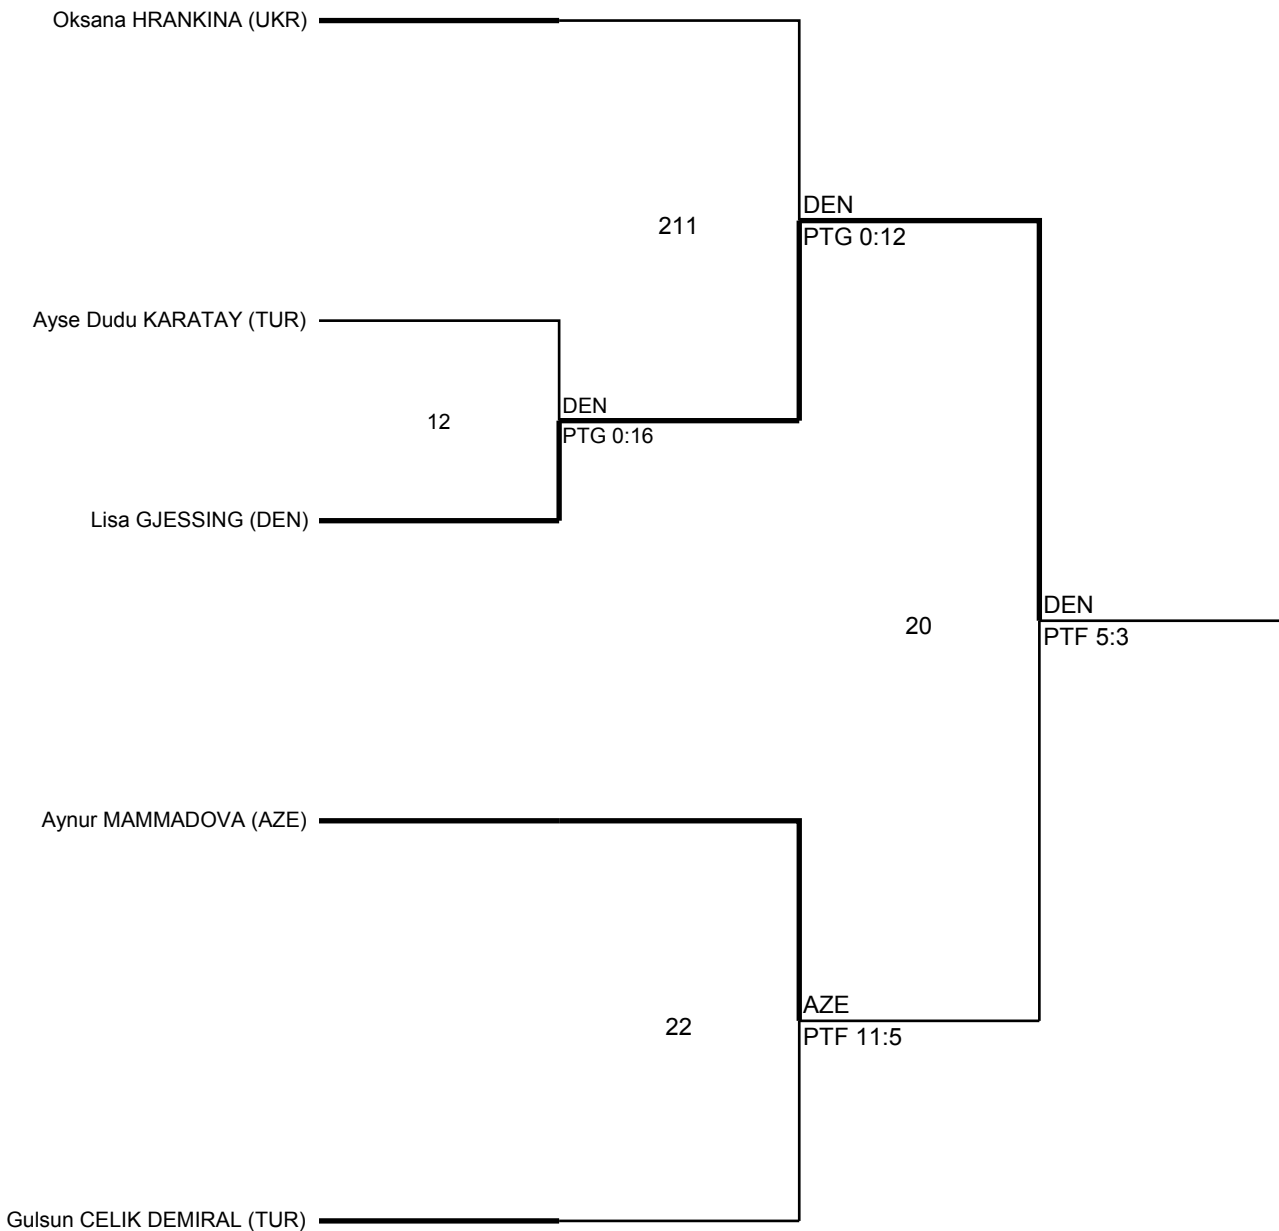 Oksana HRANKINA (UKR)
DEN
211
PTG 0:12
Ayse Dudu KARATAY (TUR)
DEN
12
PTG 0:16
Lisa GJESSING (DEN)
DEN
20
PTF 5:3
Aynur MAMMADOVA (AZE)
AZE
22
PTF 11:5
Gulsun CELIK DEMIRAL (TUR)